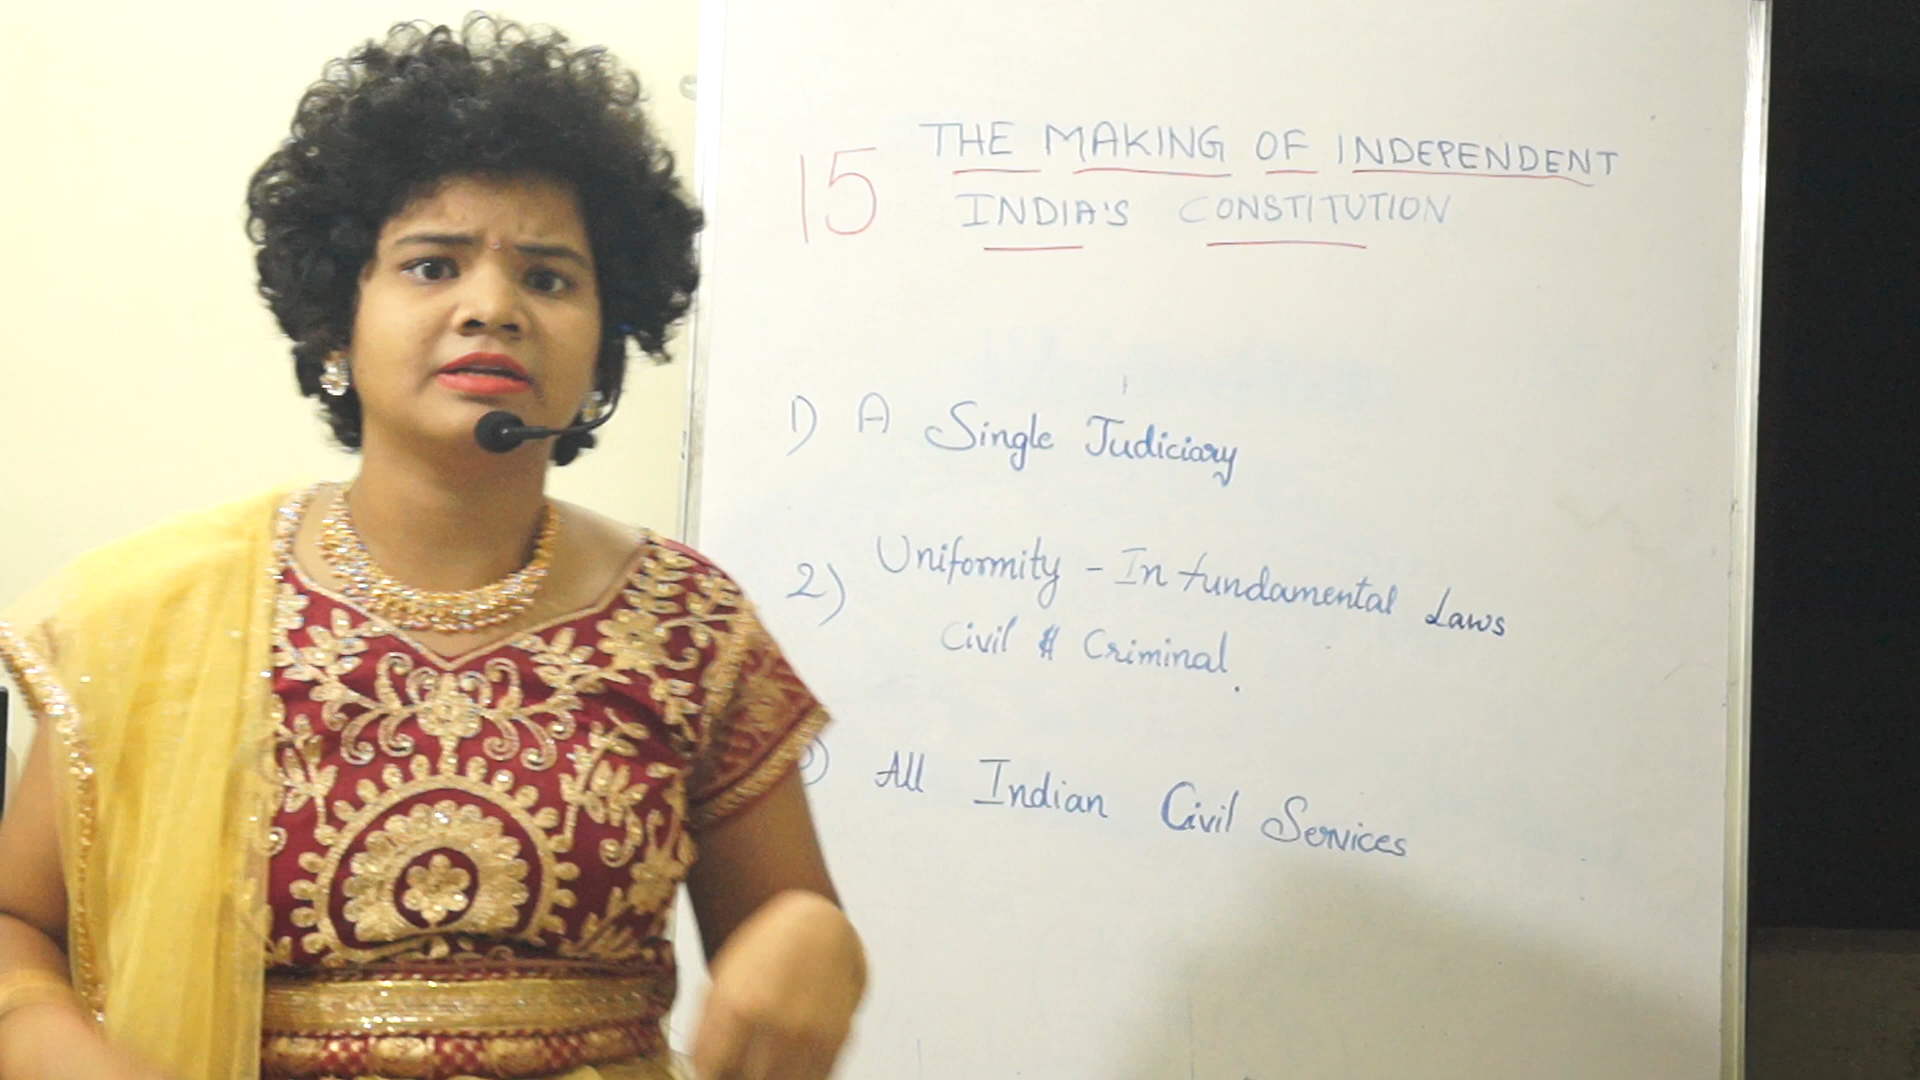 15 THE MAKING OF INDEPENDENT
INDIA'S CONSTITUTION
1) A Single Judiciary
2) Uniformity - In fundamental Laws
Civil & Criminal.
) All Indian Civil Services